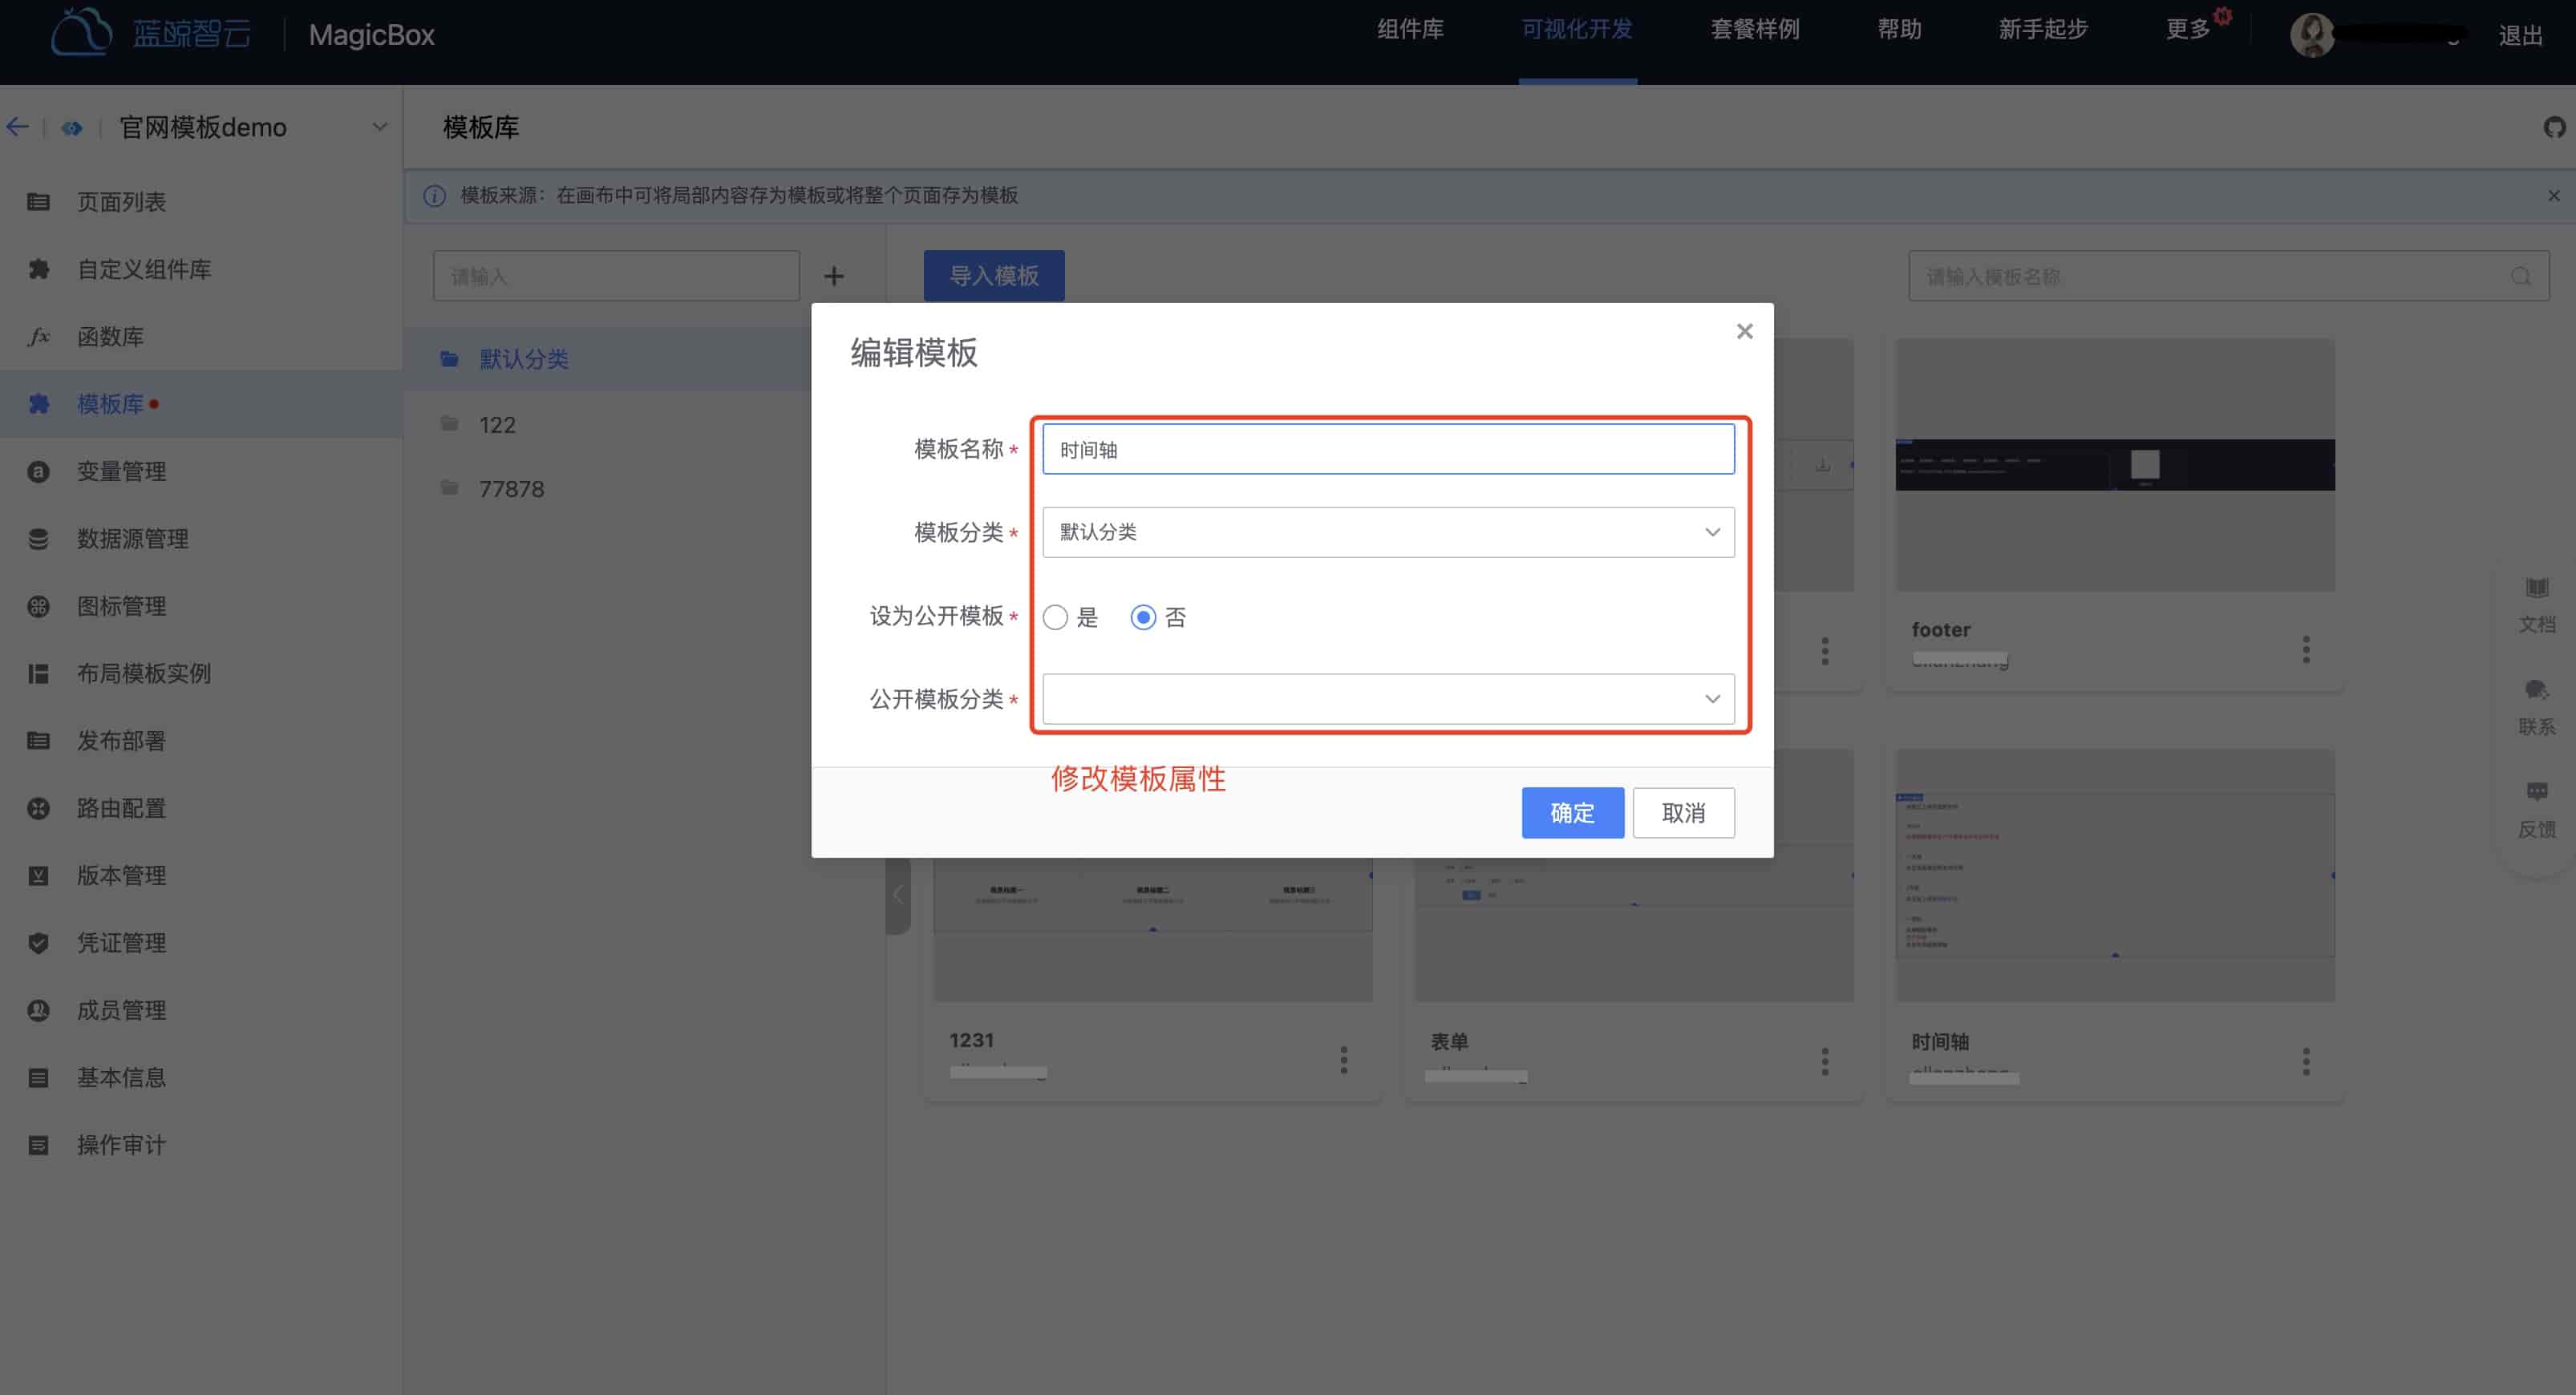 蓝鲸智云
MagicBox
组件库
可视化开发
套餐样例
帮助
新手起步
更多
退出
官网模板demo
模板库
页面列表
自定义组件库
函数库
模板库
变量管理
数据源管理
图标管理
布局模板实例
发布部署
路由配置
版本管理
凭证管理
成员管理
基本信息
操作审计
模板来源：在画布中可将局部内容存为模板或将整个页面存为模板
请输入
导入模板
请输入模板名称
默认分类
122
77878
编辑模板
模板名称 *
时间轴
模板分类 *
默认分类
设为公开模板 *
是
否
公开模板分类 *
修改模板属性
确定
取消
footer
1231
表单
时间轴
文档
联系
反馈